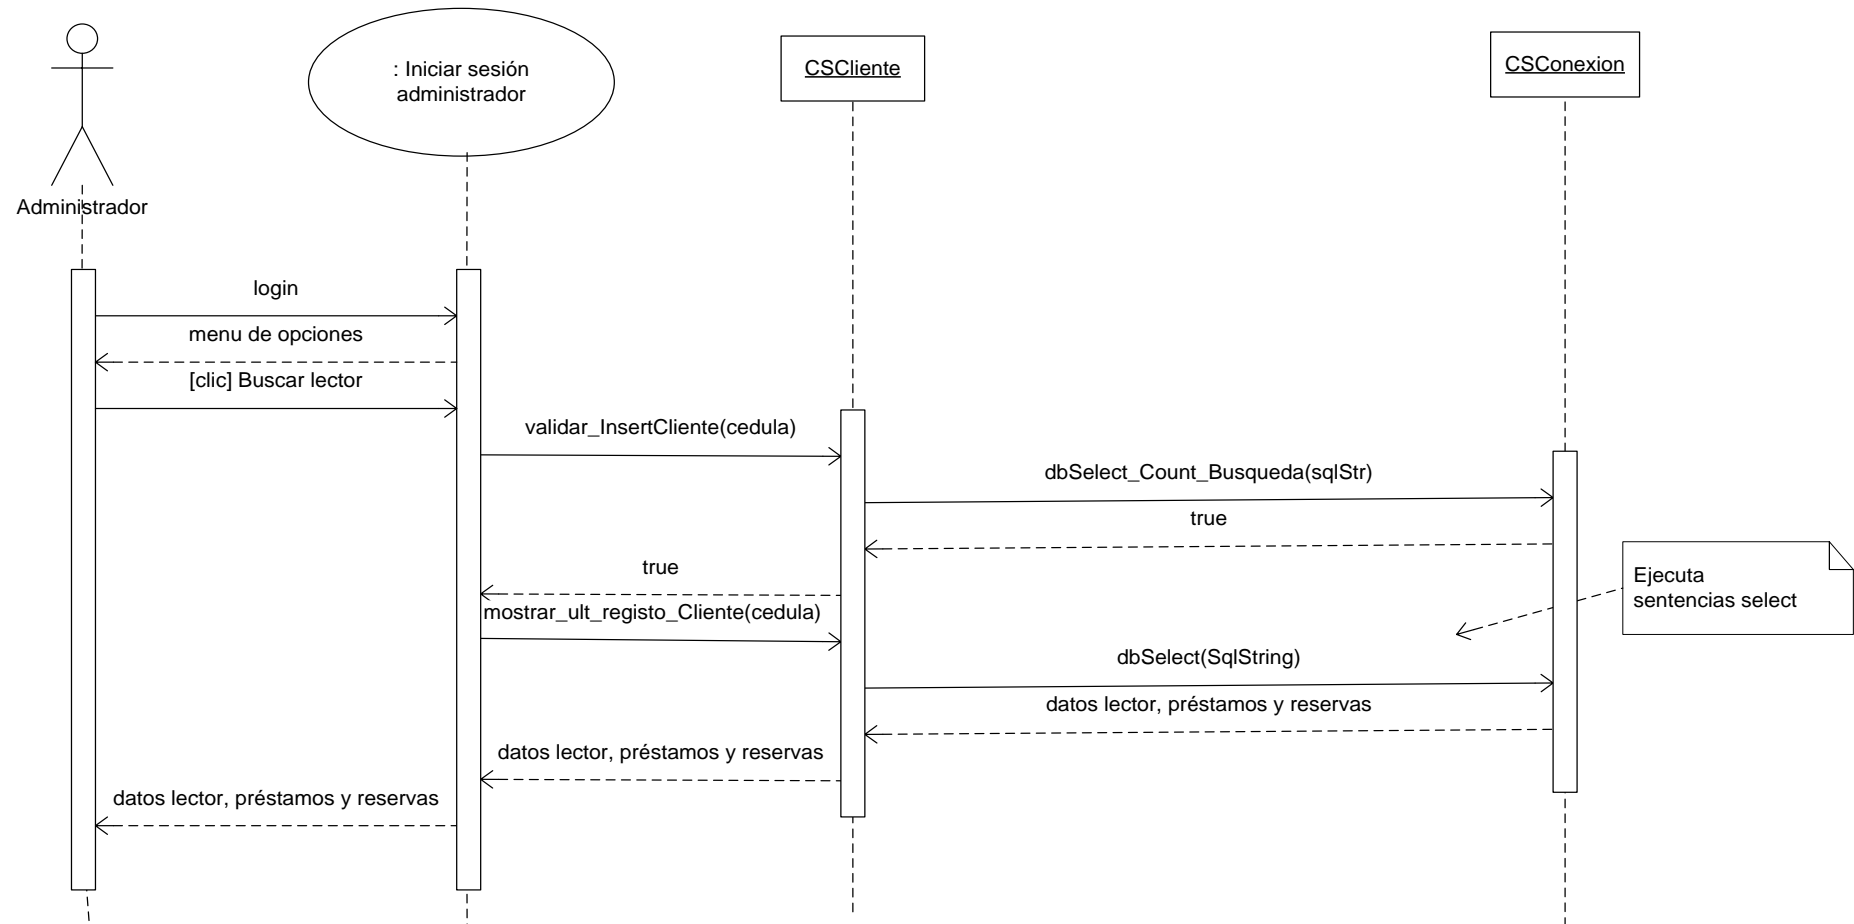 : Iniciar sesión
administrador
CSCliente
CSConexion
Administrador
login
menu de opciones
[clic] Buscar lector
validar_InsertCliente(cedula)
dbSelect_Count_Busqueda(sqlStr)
true
true
Ejecuta
sentencias select
mostrar_ult_registo_Cliente(cedula)
dbSelect(SqlString)
datos lector, préstamos y reservas
datos lector, préstamos y reservas
datos lector, préstamos y reservas